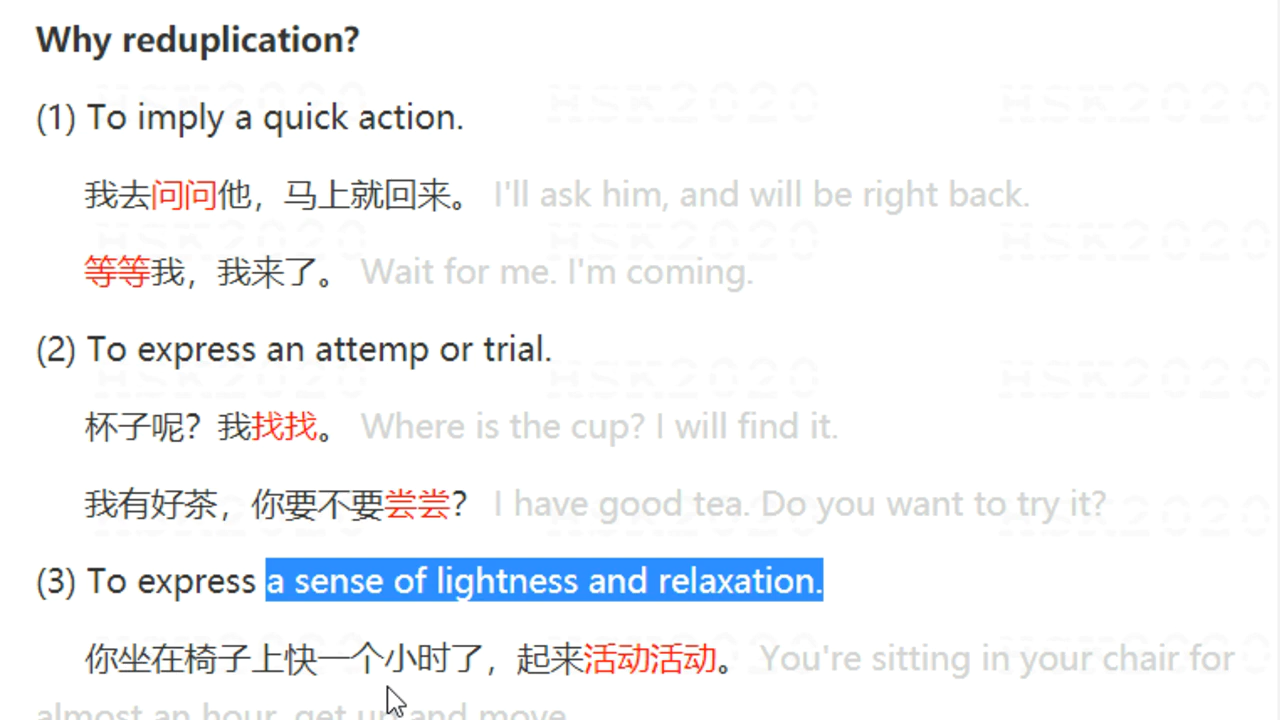 Why reduplication?
(1) To imply a quick action.
我去问问他，马上就回来。 I'll ask him, and will be right back.
等等我，我来了。 Wait for me. I'm coming.
(2) To express an attemp or trial.
杯子呢？我找找。 Where is the cup? I will find it.
我有好茶，你要不要尝尝？ I have good tea. Do you want to try it?
(3) To express a sense of lightness and relaxation.
你坐在椅子上快一个小时了，起来活动活动。 You're sitting in your chair for
almost an hour, get up and move.
HSK2020